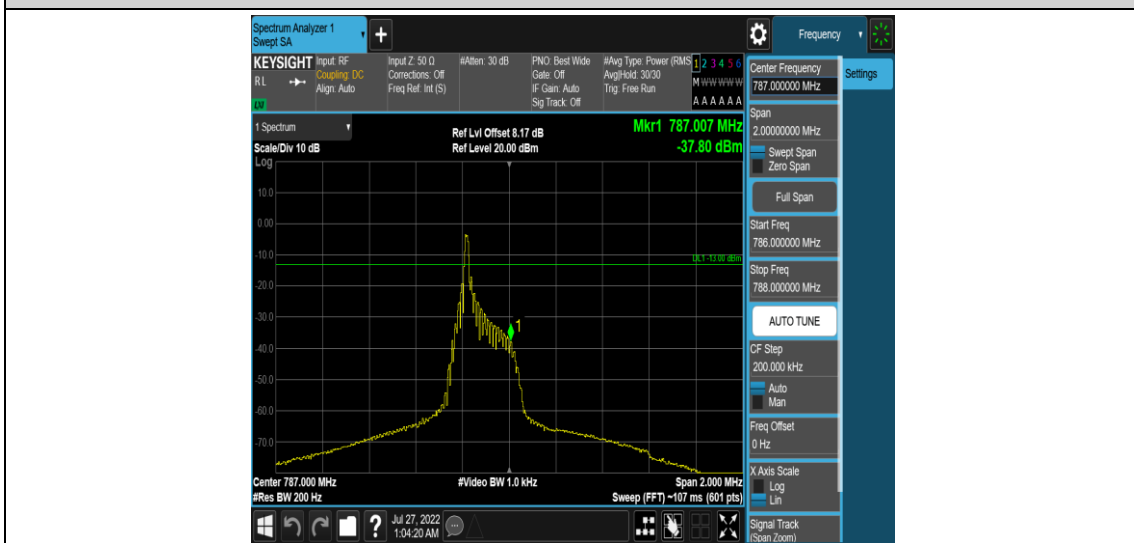 Spectrum Analyzer 1
Swept SA
Frequency
KEYSIGHT
RL
LXI
Input: RF
Coupling: DC
Align: Auto
Input Z: 50 Ω
Corrections: Off
Freq Ref: Int (S)
#Atten: 30 dB
PNO: Best Wide
Gate: Off
IF Gain: Auto
Sig Track: Off
#Avg Type: Power (RMS
Avg|Hold: 30/30
Trig: Free Run
1 2 3 4 5 6
M W W W W W
A A A A A A
1 Spectrum
Scale/Div 10 dB
Log
Ref Lvl Offset 8.17 dB
Ref Level 20.00 dBm
Mkr1 787.007 MHz
-37.80 dBm
10.0
0.00
-10.0
DL1 -13.00 dBm
-20.0
-30.0
1
-40.0
-50.0
-60.0
-70.0
Center 787.000 MHz
#Res BW 200 Hz
#Video BW 1.0 kHz
Span 2.000 MHz
Sweep (FFT) ~107 ms (601 pts)
Jul 27, 2022
1:04:20 AM
Center Frequency
787.000000 MHz
Settings
Span
2.00000000 MHz
Swept Span
Zero Span
Full Span
Start Freq
786.000000 MHz
Stop Freq
788.000000 MHz
AUTO TUNE
CF Step
200.000 kHz
Auto
Man
Freq Offset
0 Hz
X Axis Scale
Log
Lin
Signal Track
(Span Zoom)